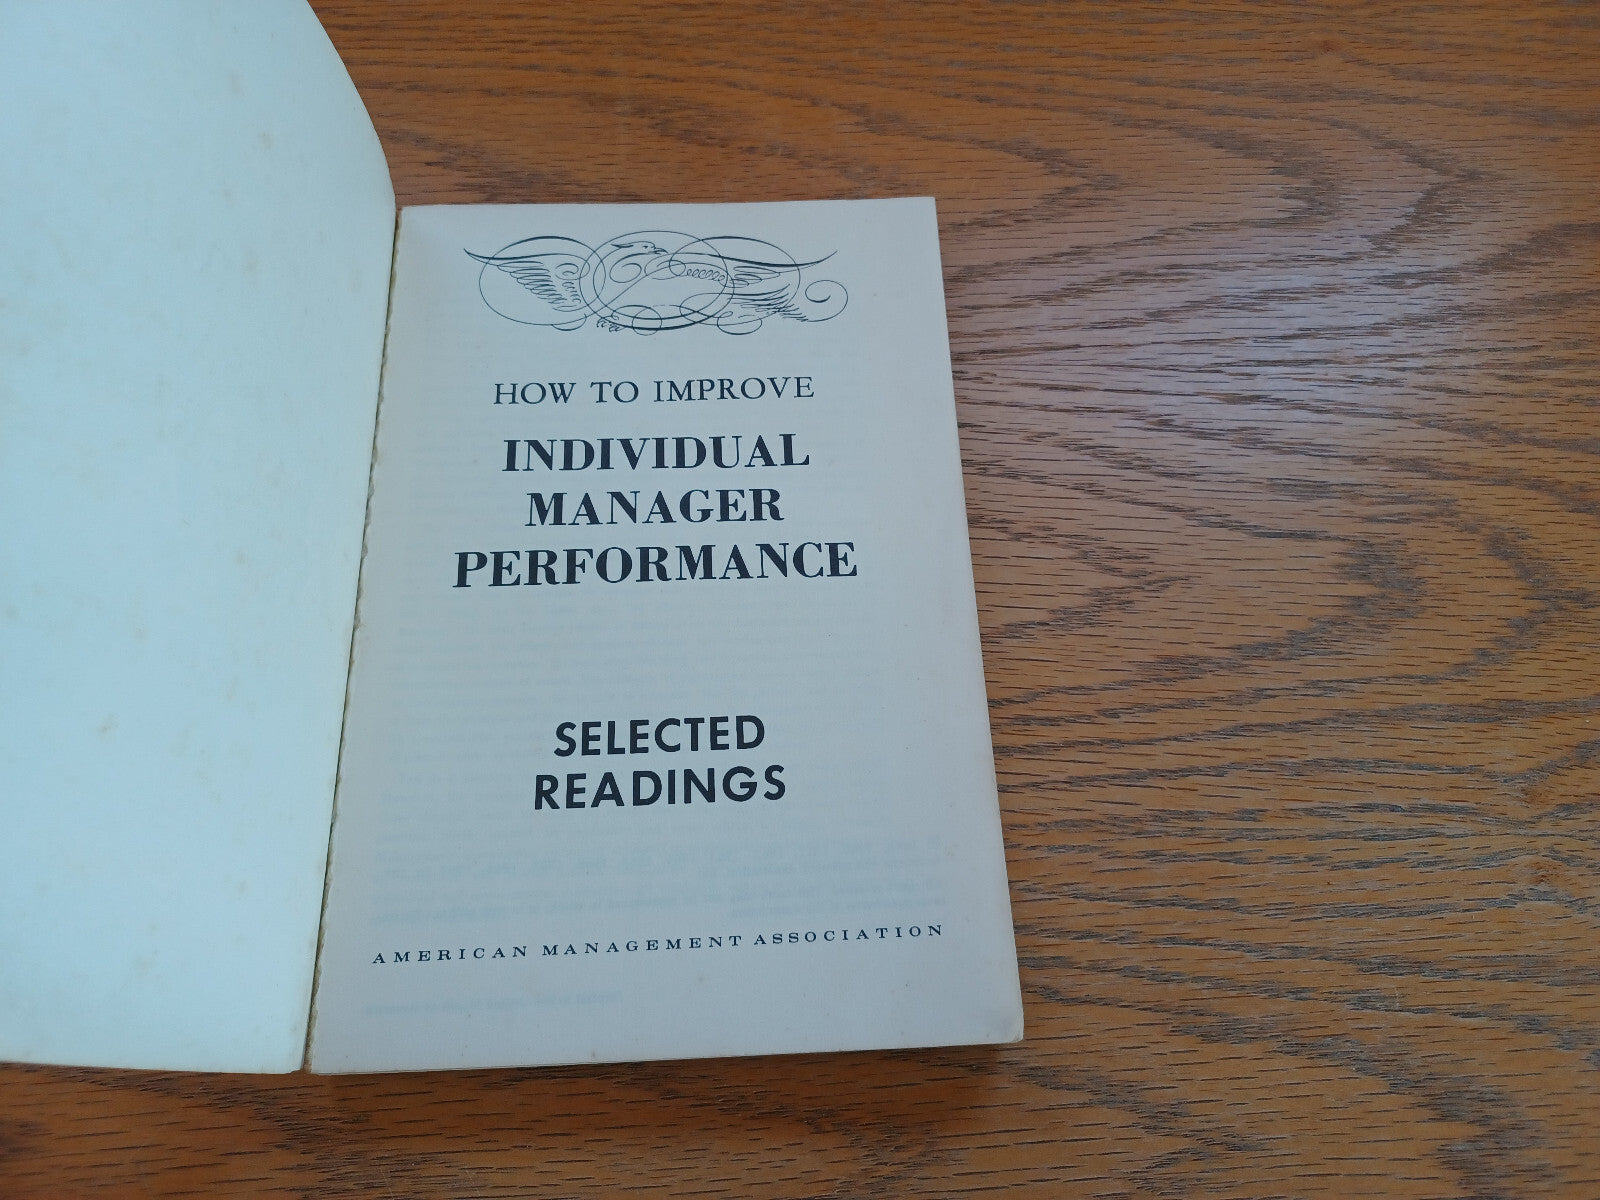 HOW TO IMPROVE
INDIVIDUAL
MANAGER
PERFORMANCE
SELECTED
READINGS
AMERICAN MANAGEMENT ASSOCIATION